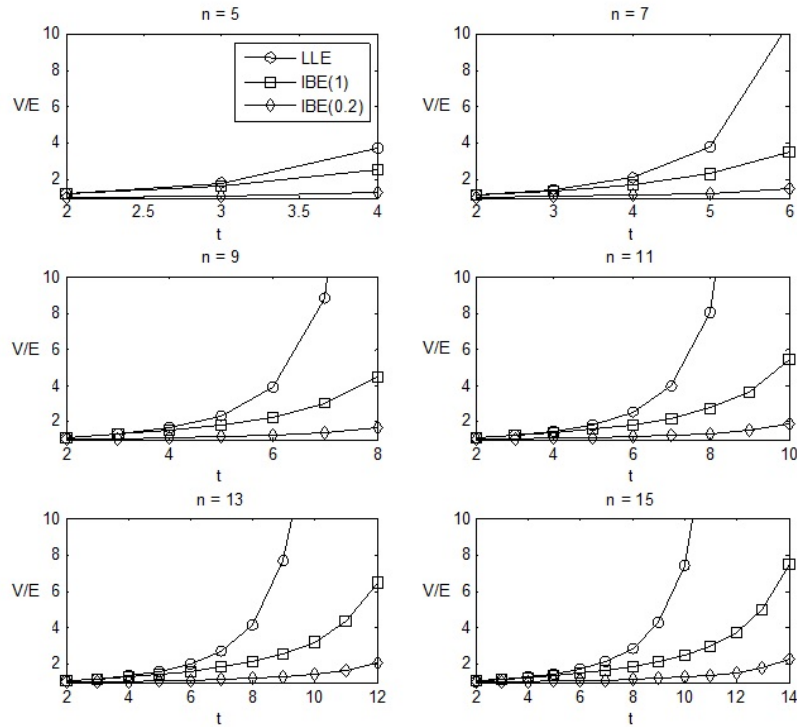 n = 5
10
8
6
4
2
V/E
LLE
IBE(1)
IBE(0.2)
2 2.5 3 3.5 4
t
n = 7
10
8
6
4
2
V/E
2 3 4 5 6
t
n = 9
10
8
6
4
2
V/E
2 4 6 8
t
n = 11
10
8
6
4
2
V/E
2 4 6 8 10
t
n = 13
10
8
6
4
2
V/E
2 4 6 8 10 12
t
n = 15
10
8
6
4
2
V/E
2 4 6 8 10 12 14
t